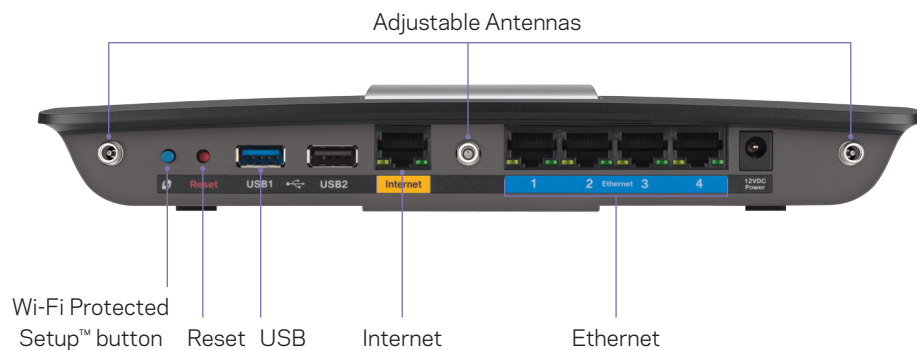 Adjustable Antennas
Reset
USB1
USB2
Internet
1
2
Ethernet
3
4
12VDC
Power
Wi-Fi Protected
Setup™ button
Reset
USB
Internet
Ethernet